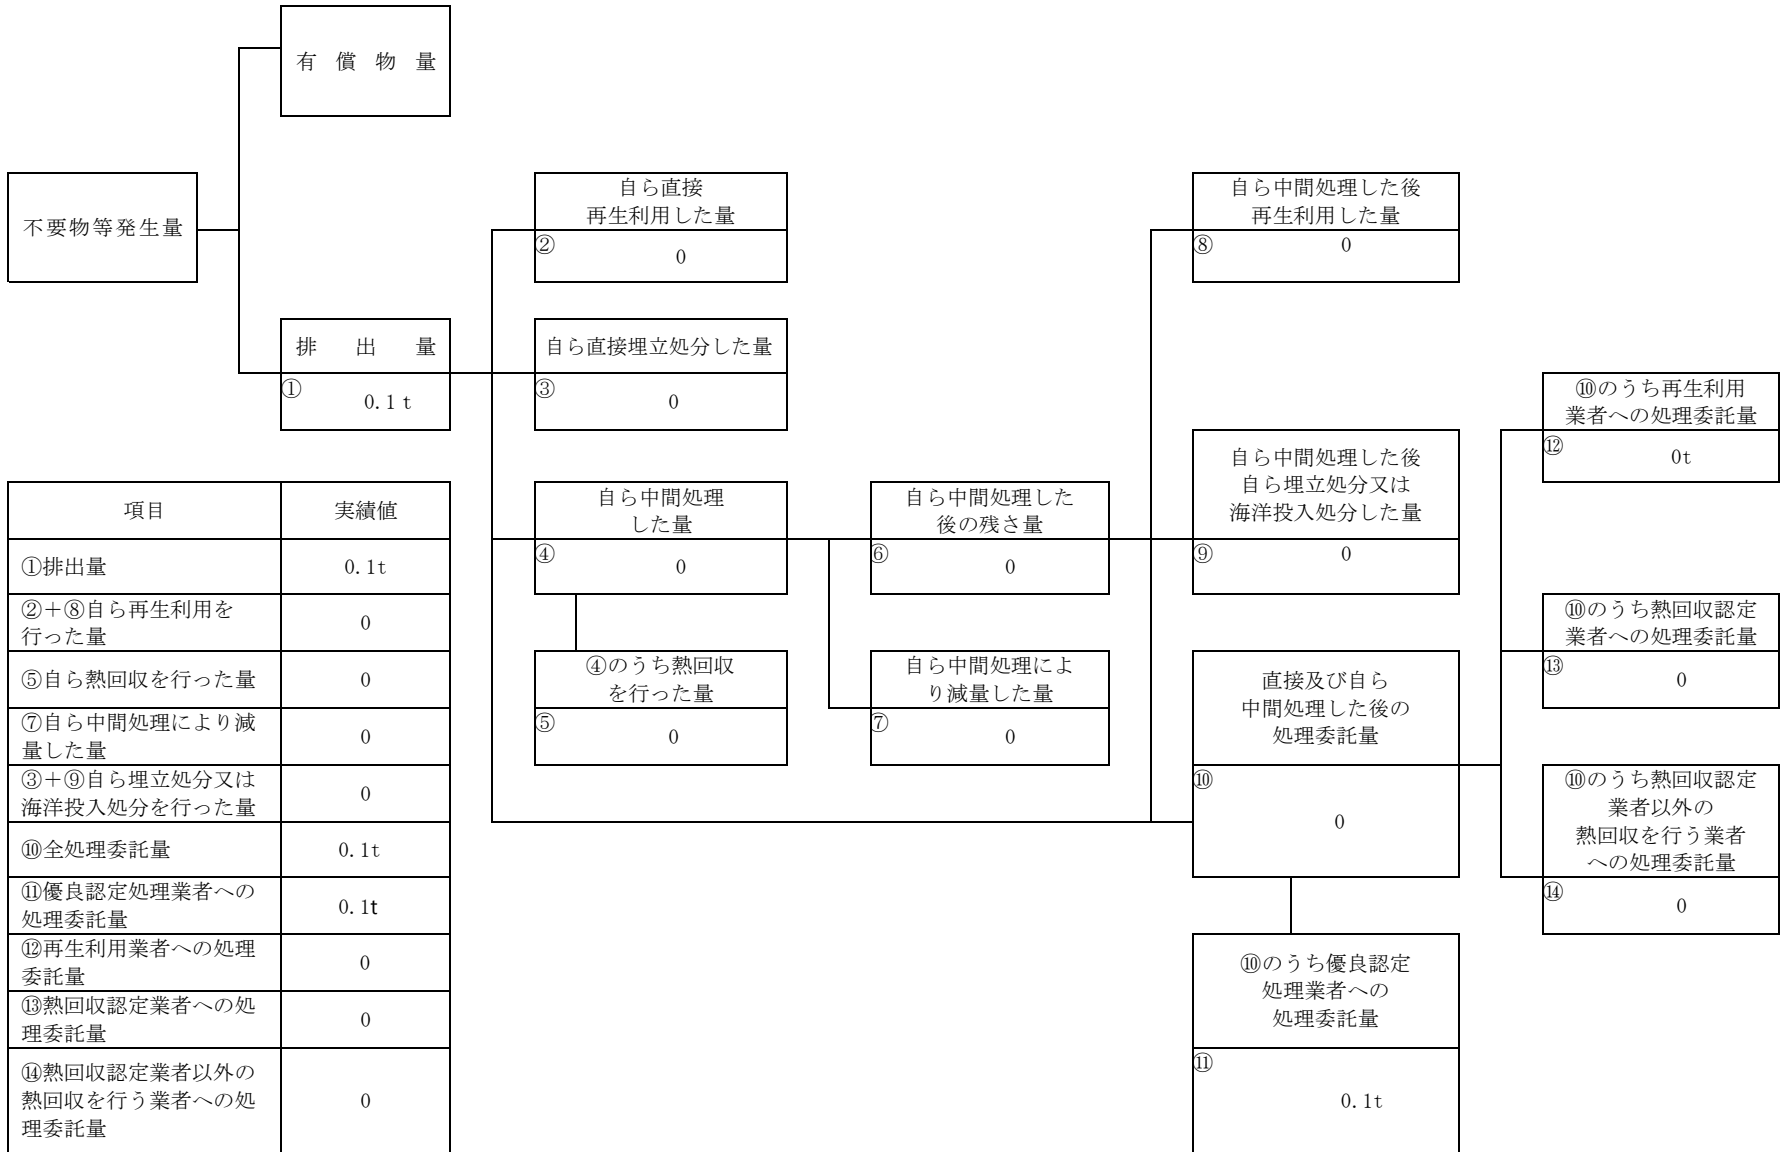 有償物量
不要物等発生量
排出量
①
0.1 t
自ら直接
再生利用した量
②
0
自ら直接埋立処分した量
③
0
自ら中間処理
した量
④
0
④のうち熱回収
を行った量
⑤
0
自ら中間処理した
後の残さ量
⑥
0
自ら中間処理によ
り減量した量
⑦
0
自ら中間処理した後
再生利用した量
⑧
0
自ら中間処理した後
自ら埋立処分又は
海洋投入処分した量
⑨
0
直接及び自ら
中間処理した後の
処理委託量
⑩
0
⑩のうち優良認定
処理業者への
処理委託量
⑪
0.1t
⑩のうち再生利用
業者への処理委託量
⑫
0t
⑩のうち熱回収認定
業者への処理委託量
⑬
0
⑩のうち熱回収認定
業者以外の
熱回収を行う業者
への処理委託量
⑭
0
項目 実績値
①排出量 0.1t
②＋⑧自ら再生利用を
行った量
0
⑤自ら熱回収を行った量 0
⑦自ら中間処理により減
量した量
0
③＋⑨自ら埋立処分又は
海洋投入処分を行った量
0
⑩全処理委託量 0.1t
⑪優良認定処理業者への
処理委託量
0.1t
⑫再生利用業者への処理
委託量
0
⑬熱回収認定業者への処
理委託量
0
⑭熱回収認定業者以外の
熱回収を行う業者への処
理委託量
0